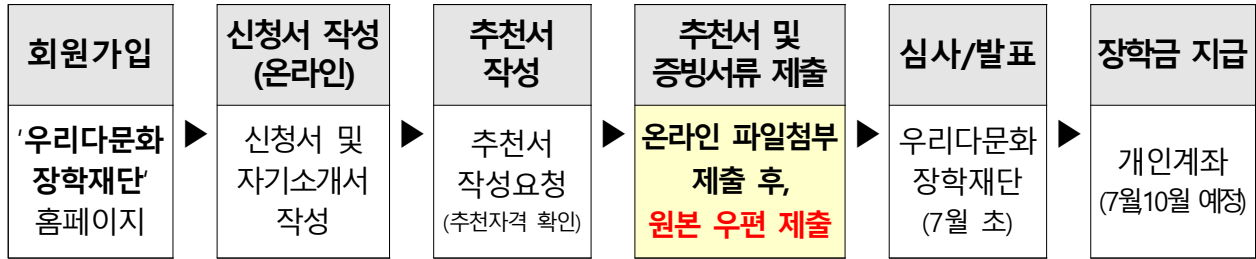 회원가입
'우리다문화
장학재단'
홈페이지
▶
신청서 작성
(온라인)
신청서 및
자기소개서
작성
▶
추천서
작성
추천서
작성요청
(추천자격 확인)
▶
추천서 및
증빙서류 제출
온라인 파일첨부
제출 후,
원본 우편 제출
▶
심사/발표
우리다문화
장학재단
(7월 초)
▶
장학금 지급
개인계좌
(7월,10월 예정)